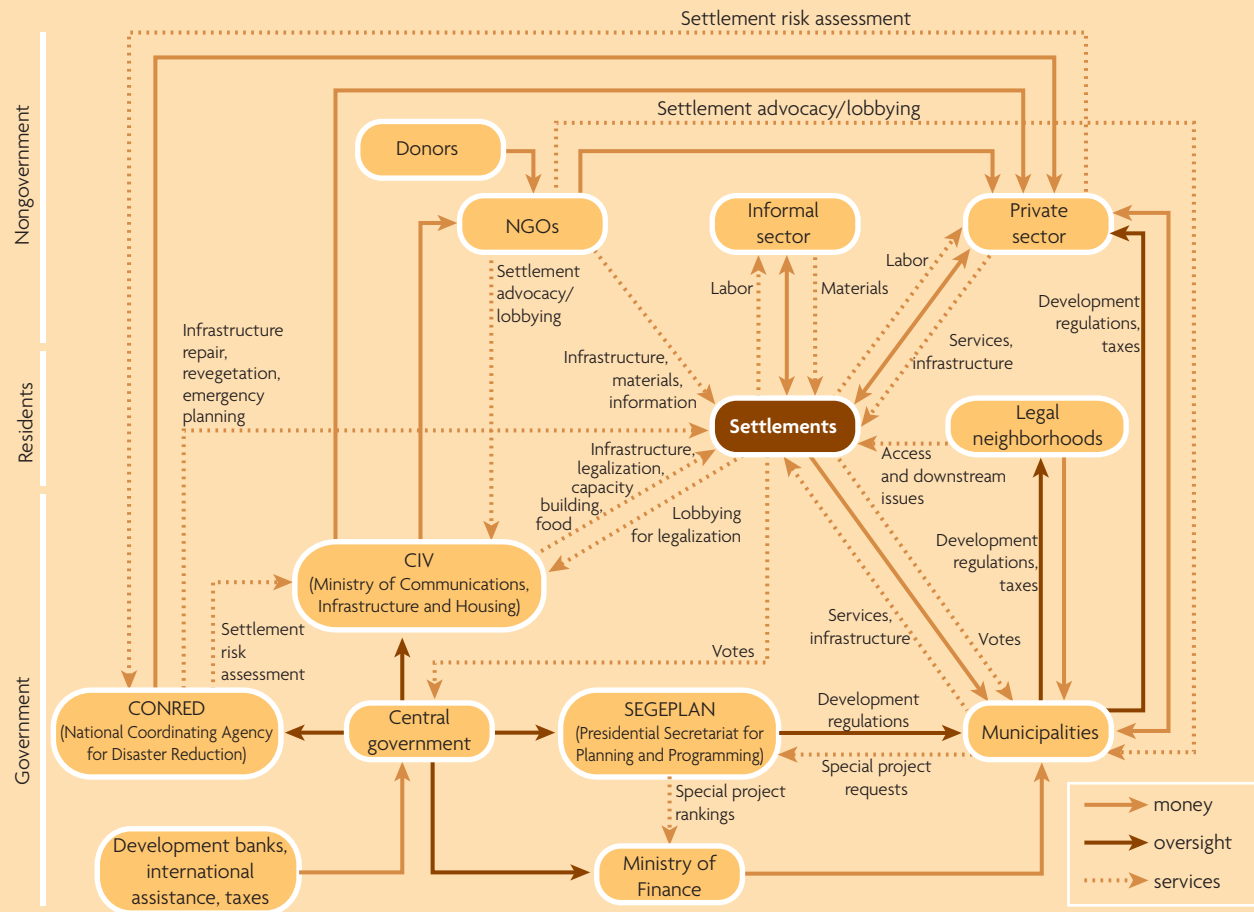 Settlement risk assessment
Settlement advocacy/lobbying
Nongovernment
Donors
NGOs
Informal
sector
Private
sector
Settlement
advocacy/
lobbying
Labor
Materials
Labor
Development
regulations,
taxes
Infrastructure
repair,
revegetation,
emergency
planning
Infrastructure,
materials,
information
Services,
infrastructure
Residents
Settlements
Legal
neighborhoods
Access
and downstream
issues
Infrastructure,
legalization,
capacity
building,
food
Lobbying
for legalization
Development
regulations,
taxes
CIV
(Ministry of Communications,
Infrastructure and Housing)
Services,
infrastructure
Votes
Settlement
risk
assessment
Votes
Government
CONRED
(National Coordinating Agency
for Disaster Reduction)
Central
government
SEGEPLAN
(Presidential Secretariat for
Planning and Programming)
Development
regulations
Municipalities
Special project
requests
Special project
rankings
Development banks,
international
assistance, taxes
Ministry of
Finance
money
oversight
services